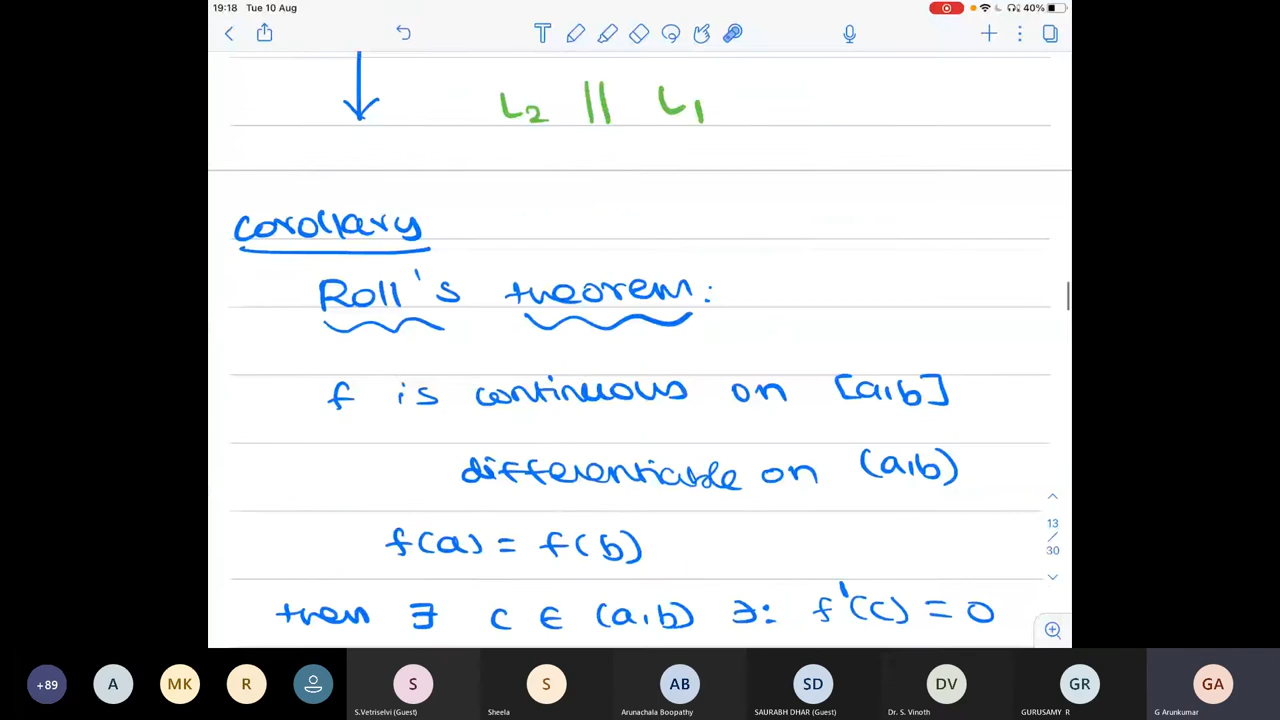 19:18 Tue 10 Aug
40%
T
L2 || L1
corollary
Roll's theorem:
f is continuous on [a,b]
differentiable on (a,b)
f(a) = f(b)
then ∃ c ∈ (a,b) ∋: f'(c) = 0
13
/
30
+89 A MK R S S AB SD DV GR GA
S.Vetriselvi (Guest) Sheela Arunachala Boopathy SAURABH DHAR (Guest) Dr. S. Vinoth GURUSAMY R G Arunkumar